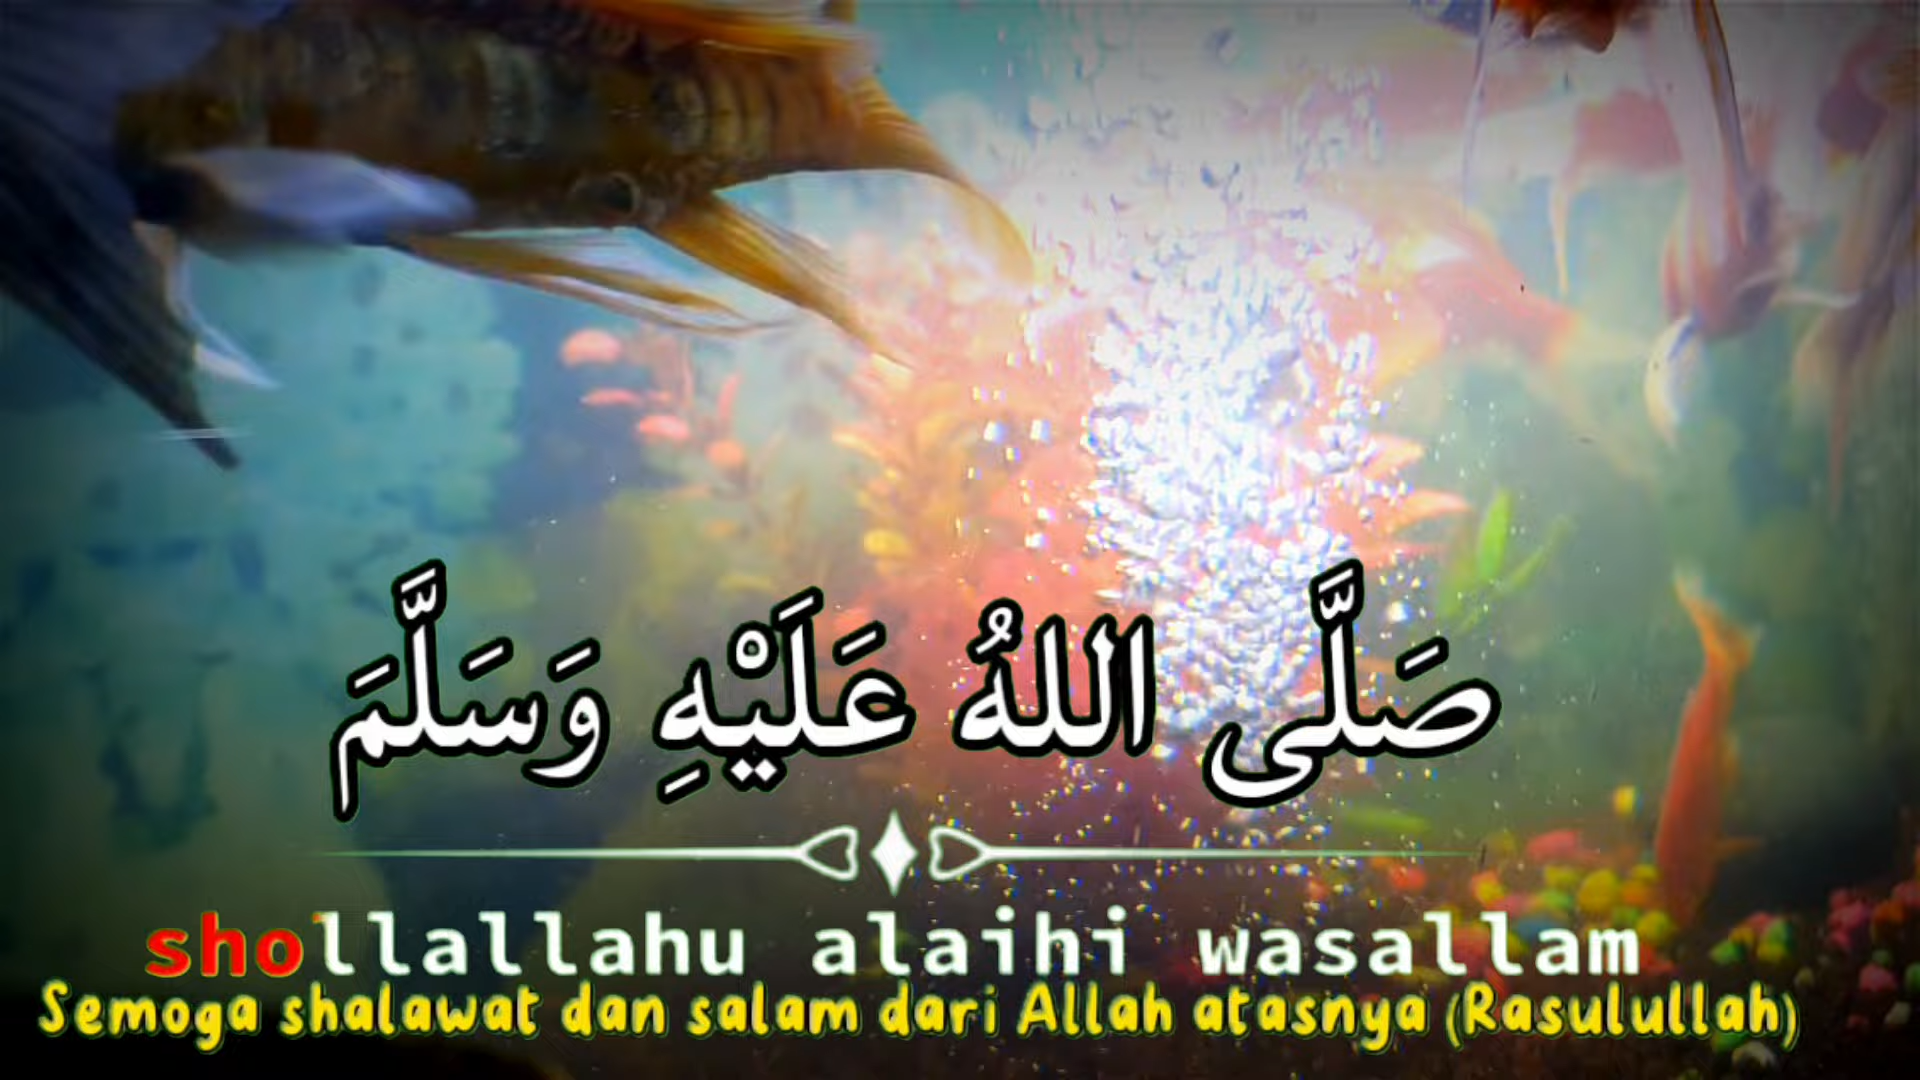 صَلَّى اللهُ عَلَيْهِ وَسَلَّمَ
shollallahu alaihi wasallam
Semoga shalawat dan salam dari Allah atasnya (Rasulullah)